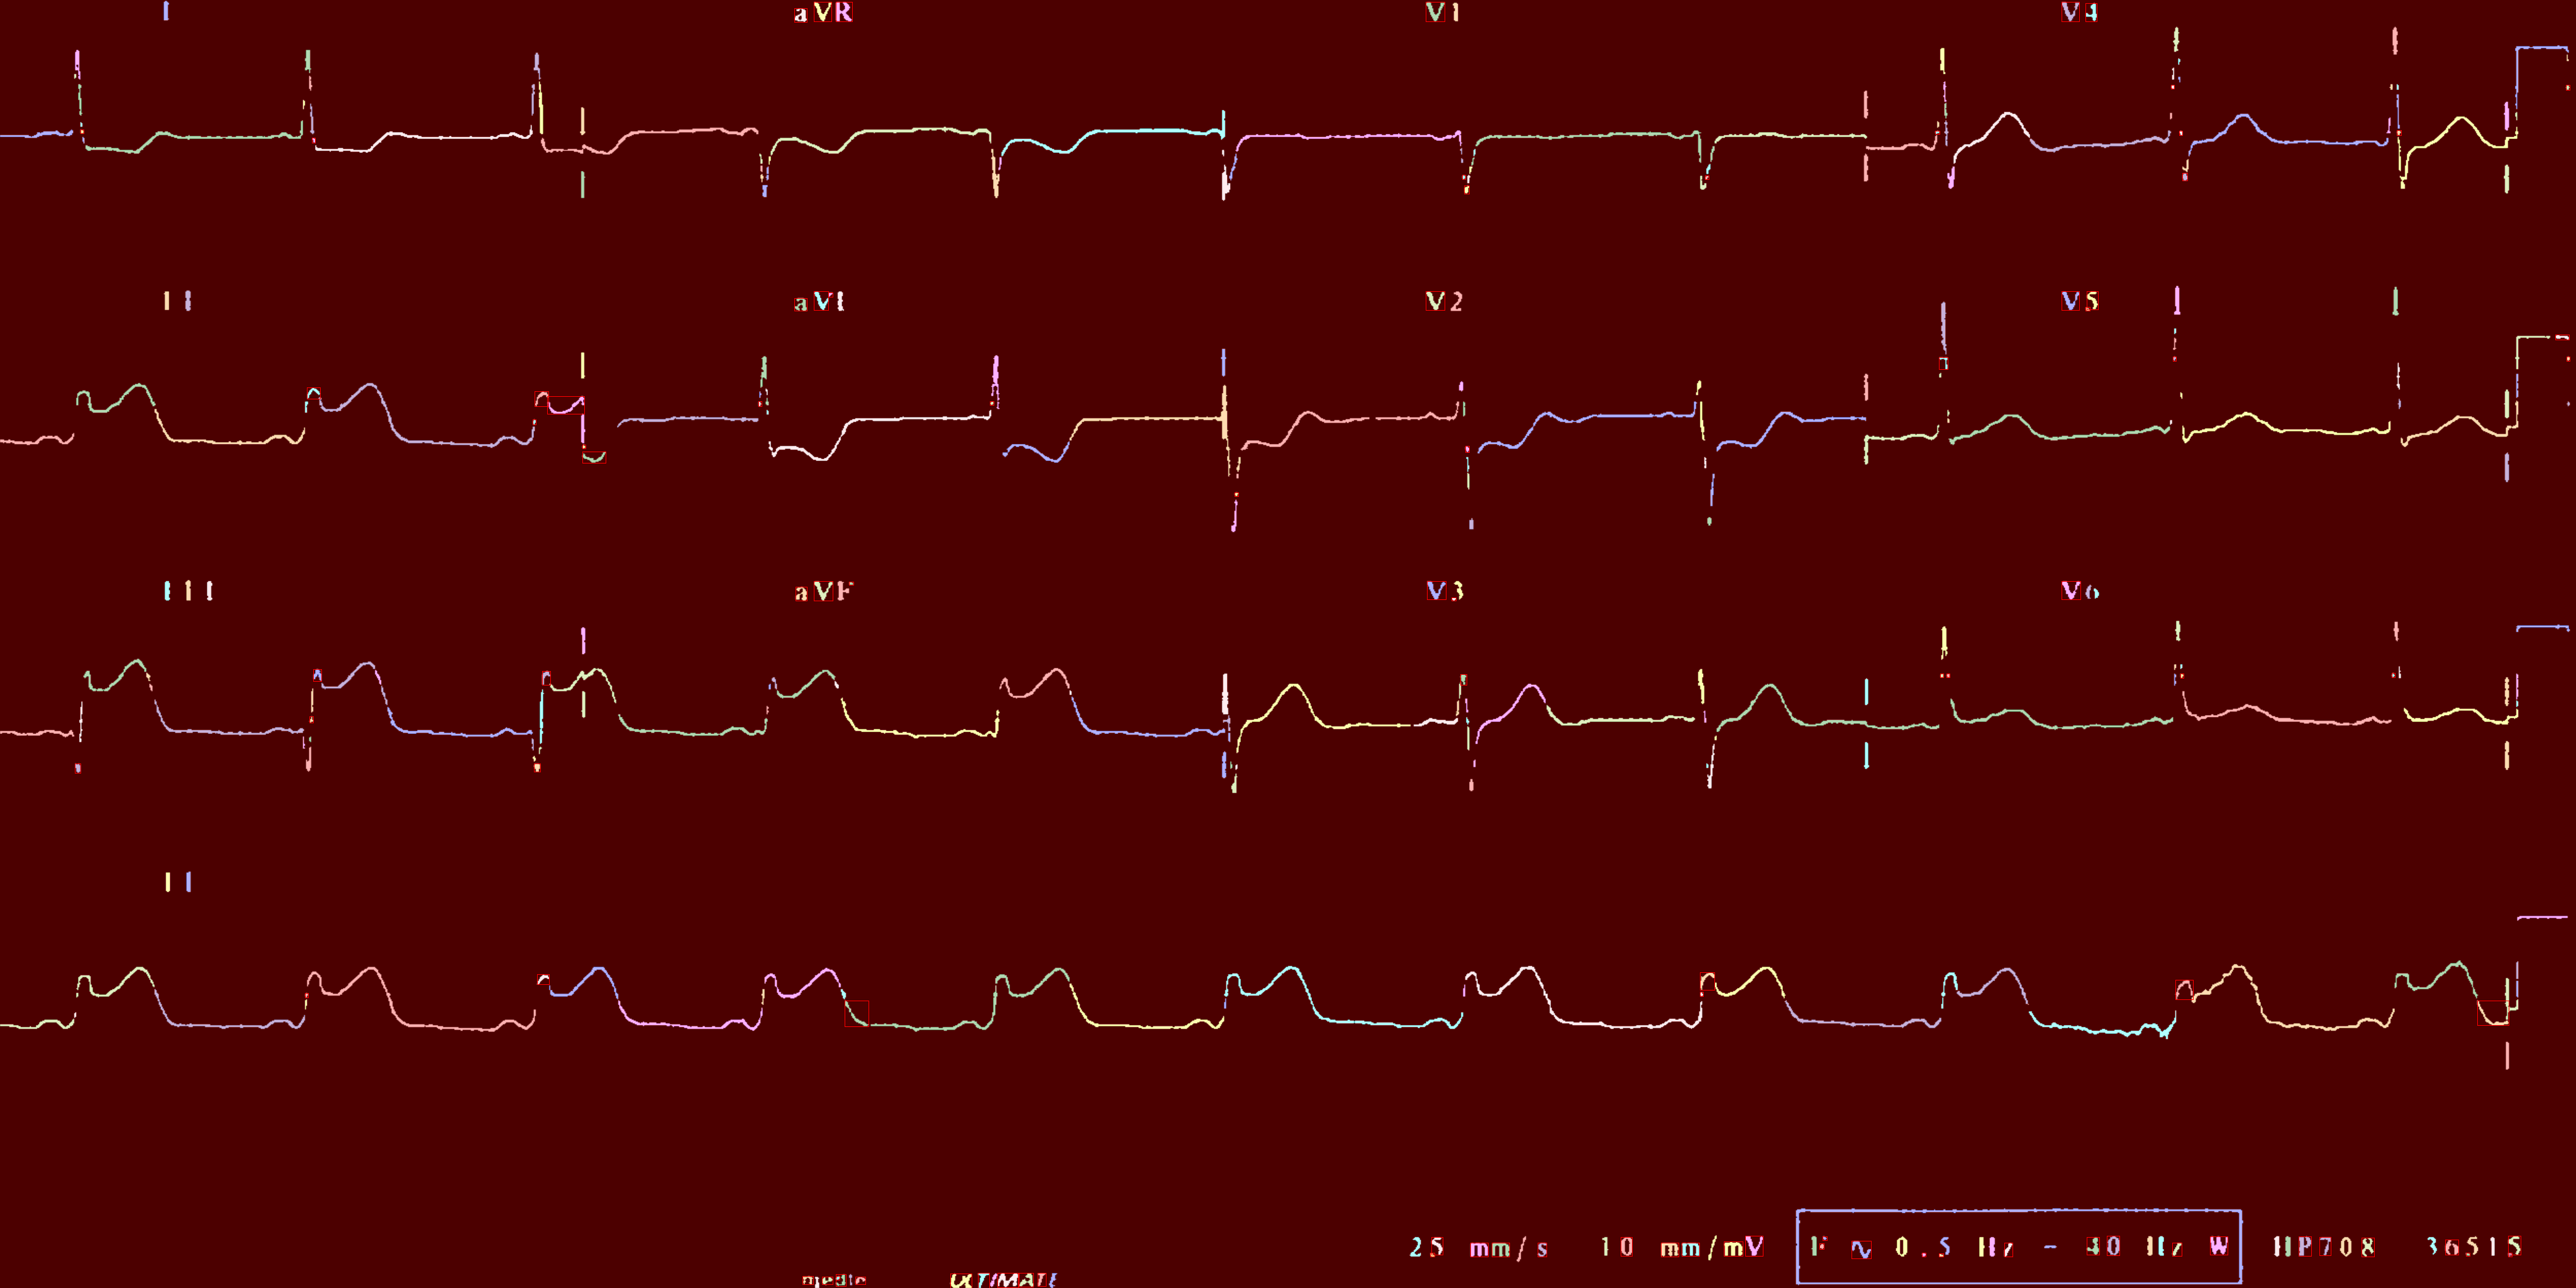 I aVR V1 V4
II aVL V2 V5
III aVF V3 V6
II
25 mm/s 10 mm/mV F ∿ 0.5 Hz - 40 Hz W HP708 36515
ULTIMATE